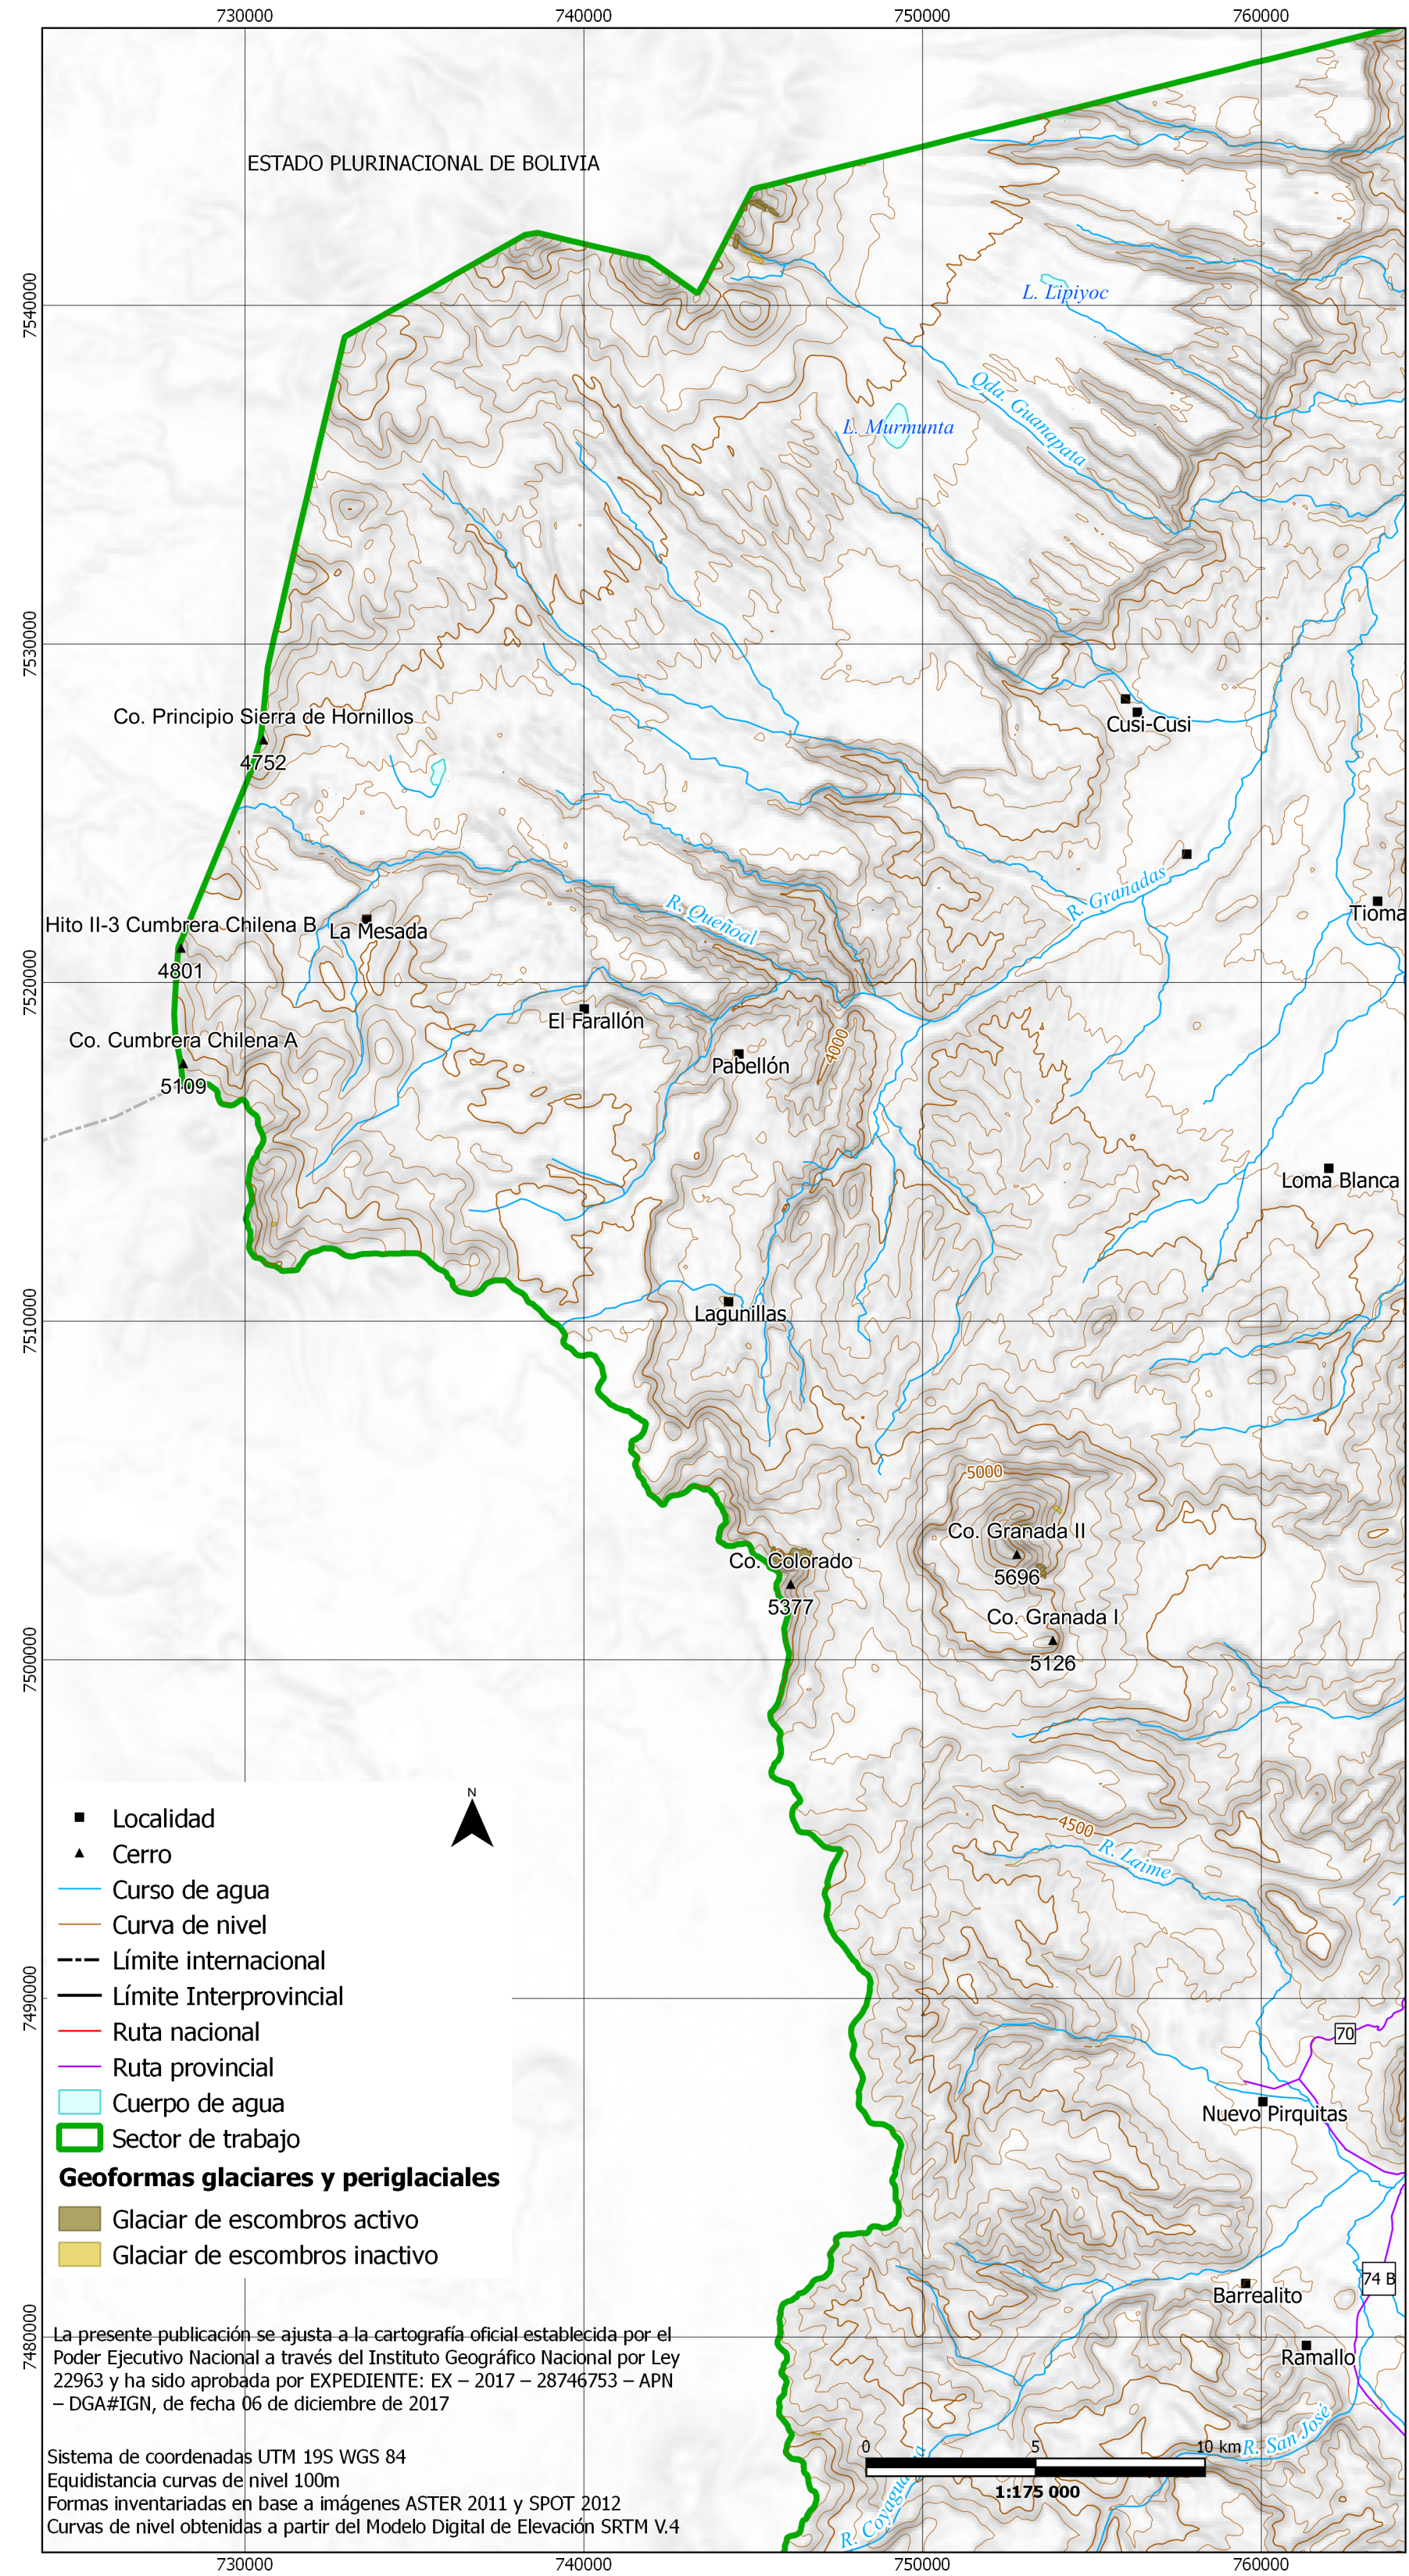 730000
740000
750000
760000
ESTADO PLURINACIONAL DE BOLIVIA
7540000
L. Lipiyoc
Qda. Guanapata
L. Murmunta
7530000
Co. Principio Sierra de Hornillos
4752
Cusi-Cusi
R. Granadas
R. Queñoal
Tioma
Hito II-3 Cumbrera Chilena B
La Mesada
4801
7520000
El Farallón
Co. Cumbrera Chilena A
5109
4000
Pabellón
Loma Blanca
7510000
Lagunillas
5000
Co. Granada II
5696
Co. Colorado
5377
Co. Granada I
5126
7500000
4500
R. Laime
7490000
70
Nuevo Pirquitas
74 B
Barrealito
7480000
Ramallo
R. San José
R. Coyagua a
N
Localidad
Cerro
Curso de agua
Curva de nivel
Límite internacional
Límite Interprovincial
Ruta nacional
Ruta provincial
Cuerpo de agua
Sector de trabajo
Geoformas glaciares y periglaciales
Glaciar de escombros activo
Glaciar de escombros inactivo
La presente publicación se ajusta a la cartografía oficial establecida por el
Poder Ejecutivo Nacional a través del Instituto Geográfico Nacional por Ley
22963 y ha sido aprobada por EXPEDIENTE: EX – 2017 – 28746753 – APN
– DGA#IGN, de fecha 06 de diciembre de 2017
Sistema de coordenadas UTM 19S WGS 84
Equidistancia curvas de nivel 100m
Formas inventariadas en base a imágenes ASTER 2011 y SPOT 2012
Curvas de nivel obtenidas a partir del Modelo Digital de Elevación SRTM V.4
0 5 10 km
1:175 000
730000
740000
750000
760000